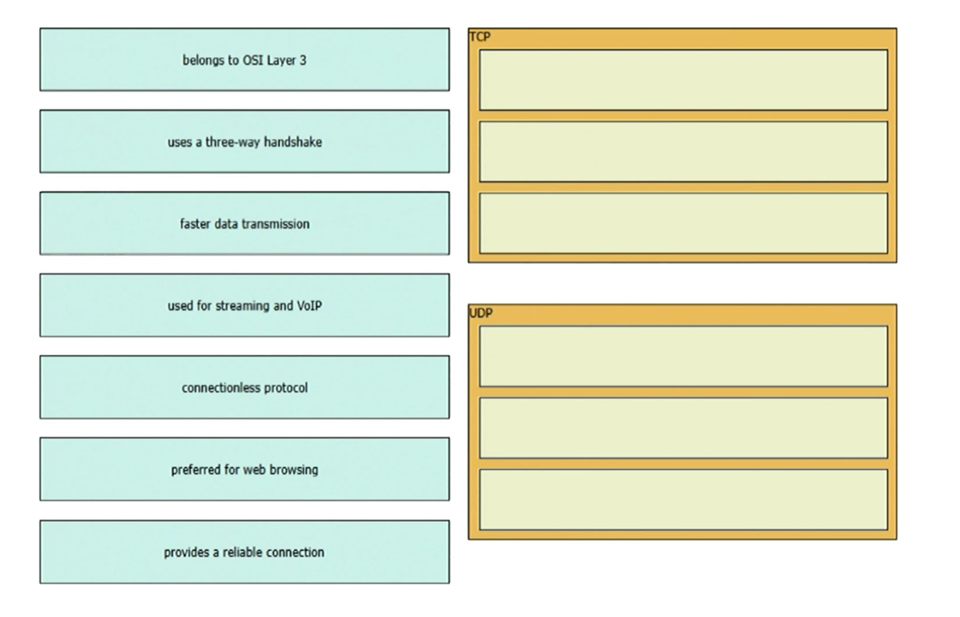 belongs to OSI Layer 3
uses a three-way handshake
faster data transmission
used for streaming and VoIP
connectionless protocol
preferred for web browsing
provides a reliable connection
TCP
UDP